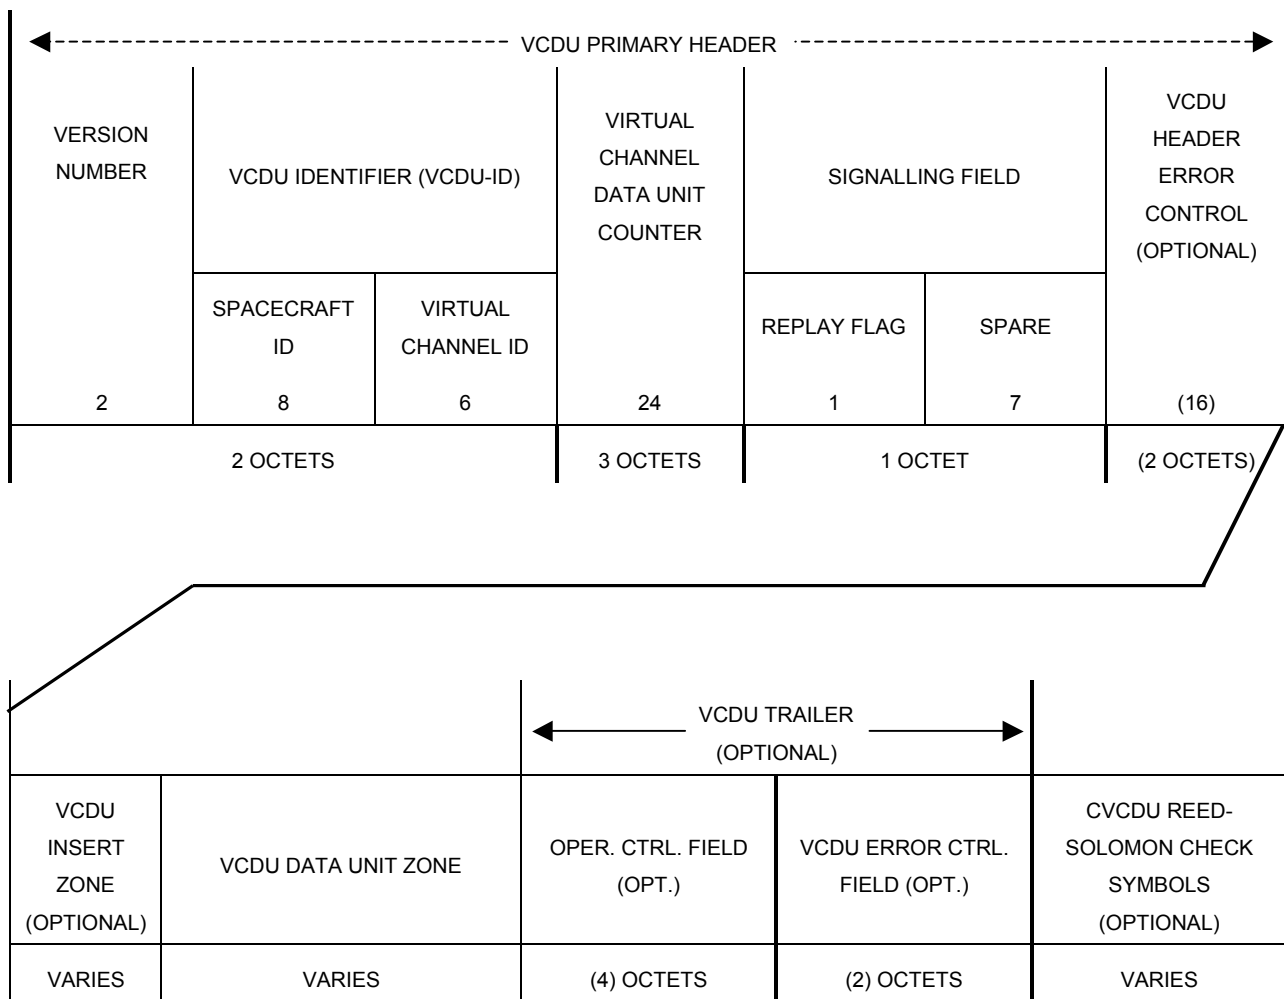 VCDU PRIMARY HEADER
VERSION
NUMBER
2
VCDU IDENTIFIER (VCDU-ID)
SPACECRAFT
ID
8
VIRTUAL
CHANNEL ID
6
VIRTUAL
CHANNEL
DATA UNIT
COUNTER
24
SIGNALLING FIELD
REPLAY FLAG
1
SPARE
7
VCDU
HEADER
ERROR
CONTROL
(OPTIONAL)
(16)
2 OCTETS
3 OCTETS
1 OCTET
(2 OCTETS)
VCDU TRAILER
(OPTIONAL)
VCDU
INSERT
ZONE
(OPTIONAL)
VCDU DATA UNIT ZONE
OPER. CTRL. FIELD
(OPT.)
VCDU ERROR CTRL.
FIELD (OPT.)
CVCDU REED-
SOLOMON CHECK
SYMBOLS
(OPTIONAL)
VARIES
VARIES
(4) OCTETS
(2) OCTETS
VARIES